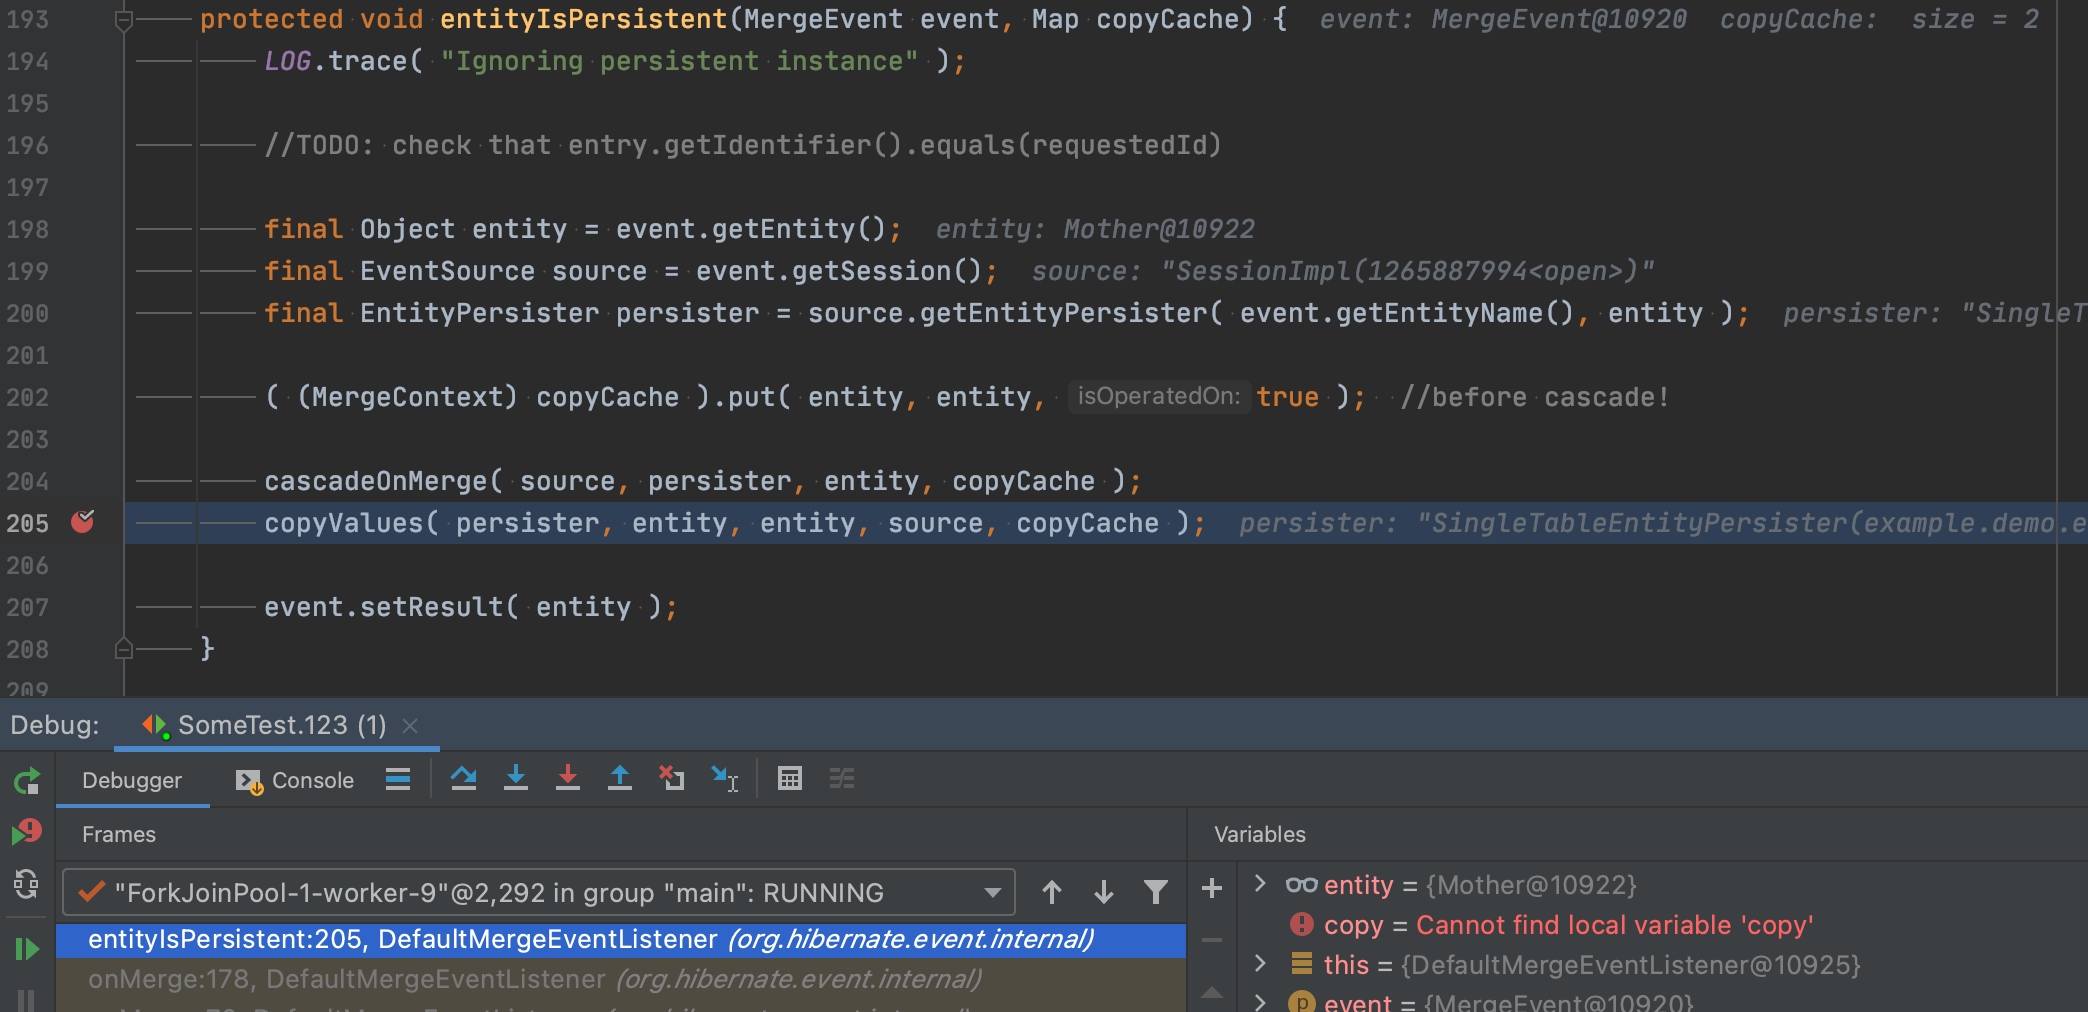 193 protected void entityIsPersistent(MergeEvent event, Map copyCache) { event: MergeEvent@10920 copyCache: size = 2
194 LOG.trace( "Ignoring persistent instance" );
195
196 //TODO: check that entry.getIdentifier().equals(requestedId)
197
198 final Object entity = event.getEntity(); entity: Mother@10922
199 final EventSource source = event.getSession(); source: "SessionImpl(1265887994<open>)"
200 final EntityPersister persister = source.getEntityPersister( event.getEntityName(), entity ); persister: "SingleT
201
202 ( (MergeContext) copyCache ).put( entity, entity, isOperatedOn: true ); //before cascade!
203
204 cascadeOnMerge( source, persister, entity, copyCache );
205 copyValues( persister, entity, entity, source, copyCache ); persister: "SingleTableEntityPersister(example.demo.e
206
207 event.setResult( entity );
208 }
209
Debug: SomeTest.123 (1)
Debugger Console
Frames
"ForkJoinPool-1-worker-9"@2,292 in group "main": RUNNING
entityIsPersistent:205, DefaultMergeEventListener (org.hibernate.event.internal)
onMerge:178, DefaultMergeEventListener (org.hibernate.event.internal)
Variables
entity = {Mother@10922}
copy = Cannot find local variable 'copy'
this = {DefaultMergeEventListener@10925}
event = {MergeEvent@10920}